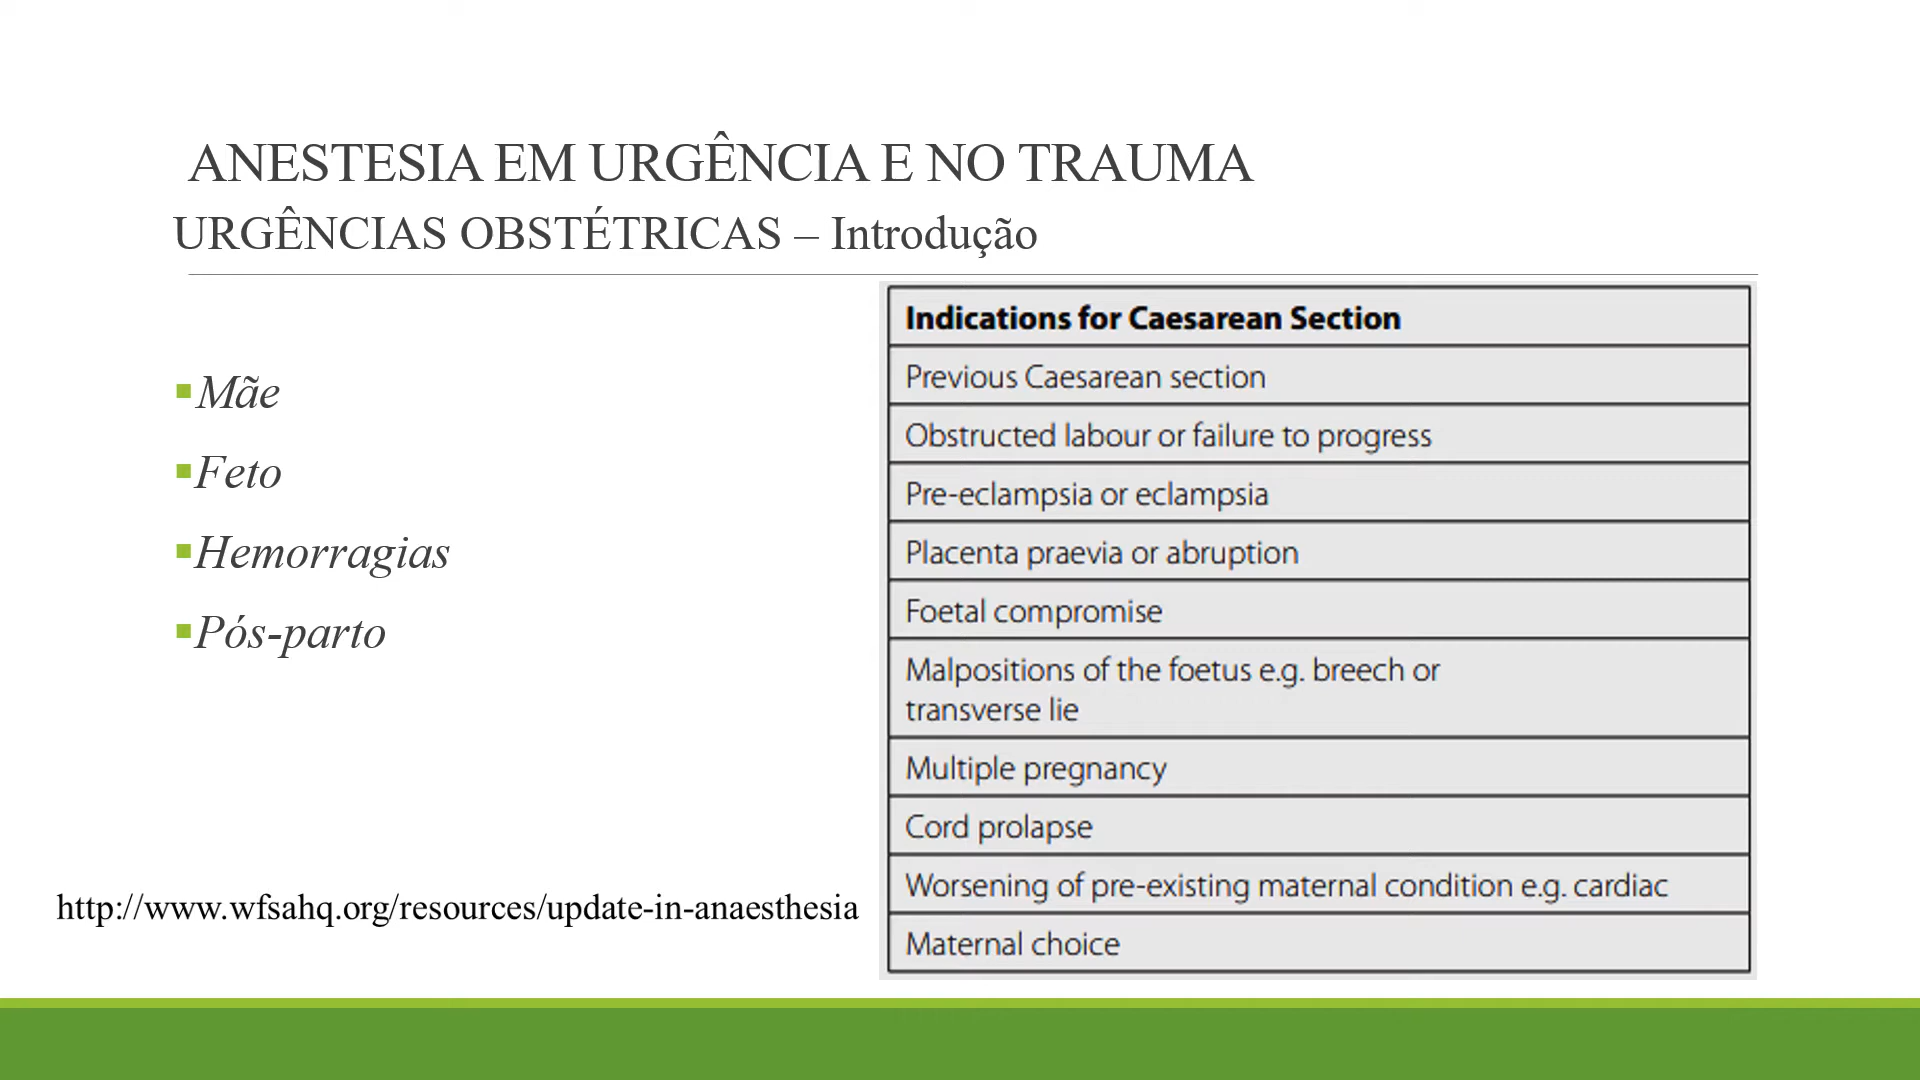 ANESTESIA EM URGÊNCIA E NO TRAUMA
URGÊNCIAS OBSTÉTRICAS – Introdução
Mãe
Feto
Hemorragias
Pós-parto
http://www.wfsahq.org/resources/update-in-anaesthesia
Indications for Caesarean Section
Previous Caesarean section
Obstructed labour or failure to progress
Pre-eclampsia or eclampsia
Placenta praevia or abruption
Foetal compromise
Malpositions of the foetus e.g. breech or
transverse lie
Multiple pregnancy
Cord prolapse
Worsening of pre-existing maternal condition e.g. cardiac
Maternal choice